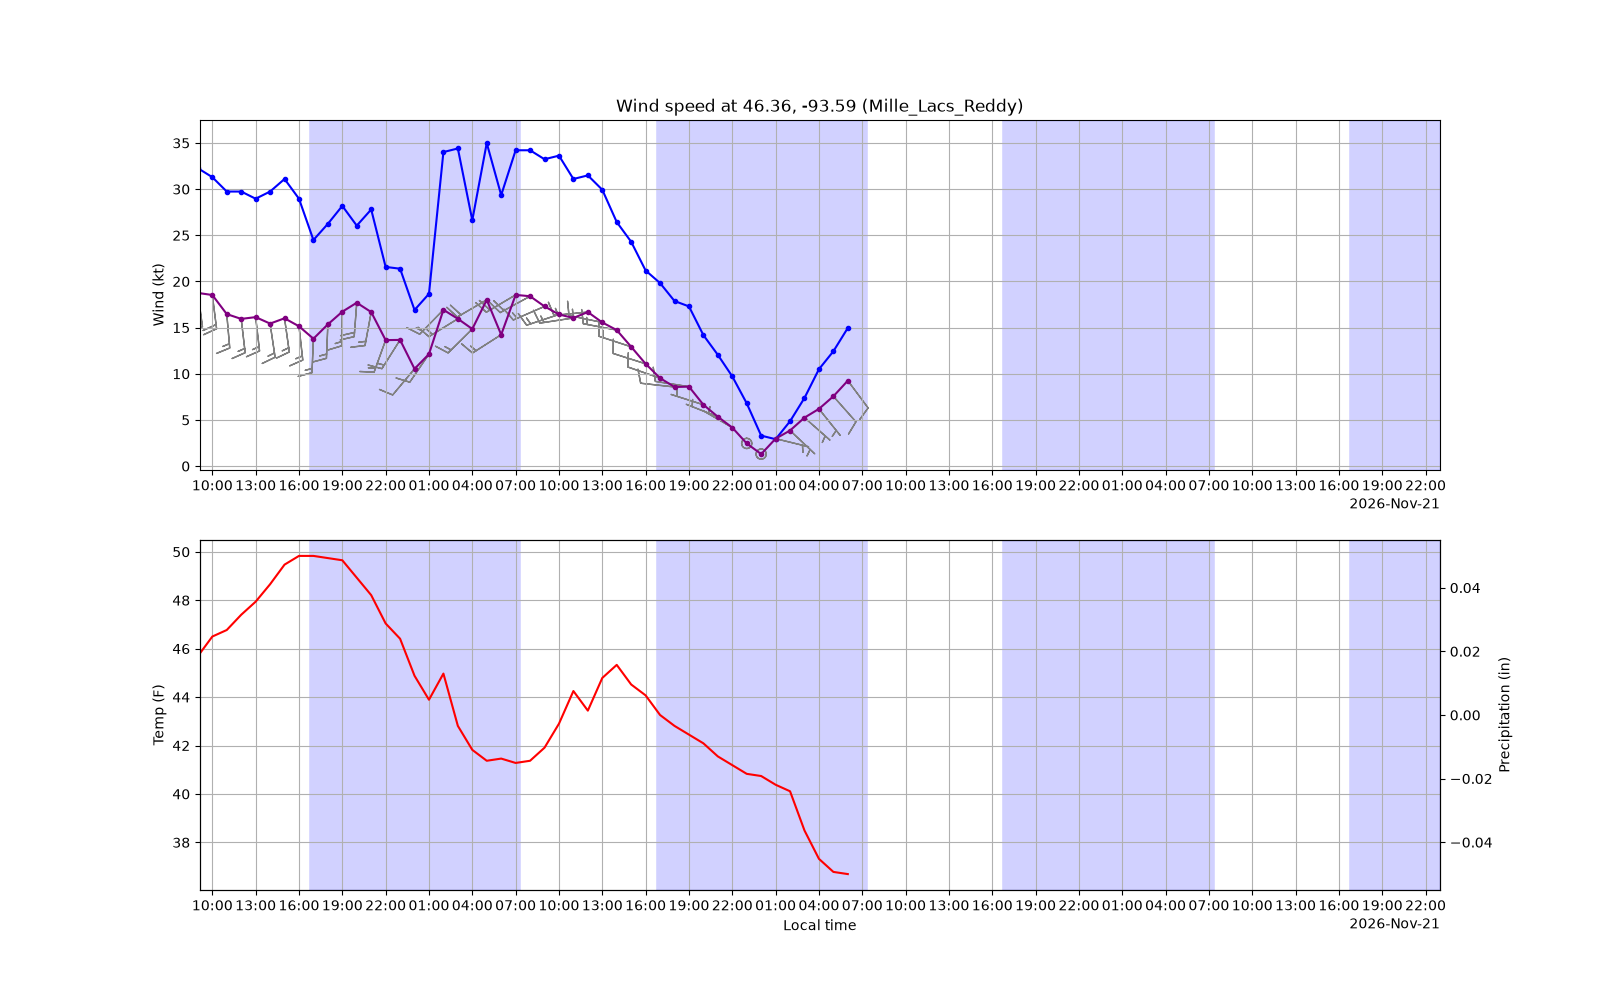 Wind speed at 46.36, -93.59 (Mille_Lacs_Reddy)
35
30
25
20
15
10
5
0
Wind (kt)
10:00 13:00 16:00 19:00 22:00 01:00 04:00 07:00 10:00 13:00 16:00 19:00 22:00 01:00 04:00 07:00 10:00 13:00 16:00 19:00 22:00 01:00 04:00 07:00 10:00 13:00 16:00 19:00 22:00
2026-Nov-21
50
48
46
44
42
40
38
Temp (F)
0.04
0.02
0.00
−0.02
−0.04
Precipitation (in)
10:00 13:00 16:00 19:00 22:00 01:00 04:00 07:00 10:00 13:00 16:00 19:00 22:00 01:00 04:00 07:00 10:00 13:00 16:00 19:00 22:00 01:00 04:00 07:00 10:00 13:00 16:00 19:00 22:00
Local time
2026-Nov-21